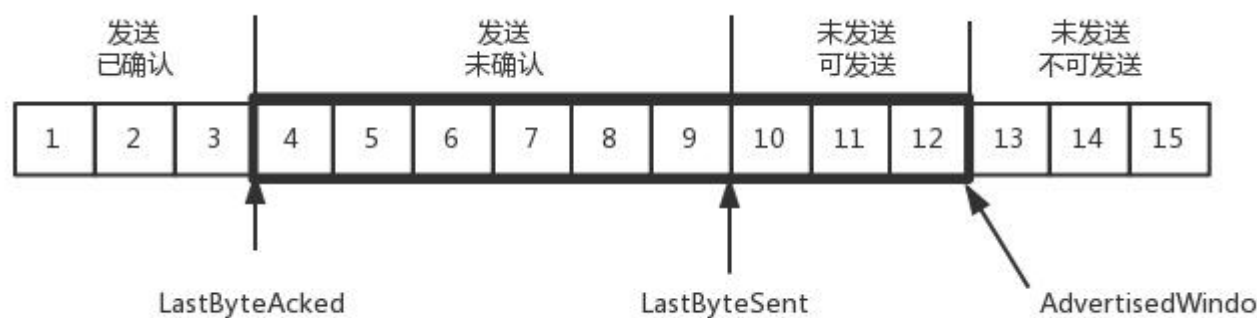 发送
已确认
发送
未确认
未发送
可发送
未发送
不可发送
1 2 3 4 5 6 7 8 9 10 11 12 13 14 15
LastByteAcked LastByteSent AdvertisedWindo